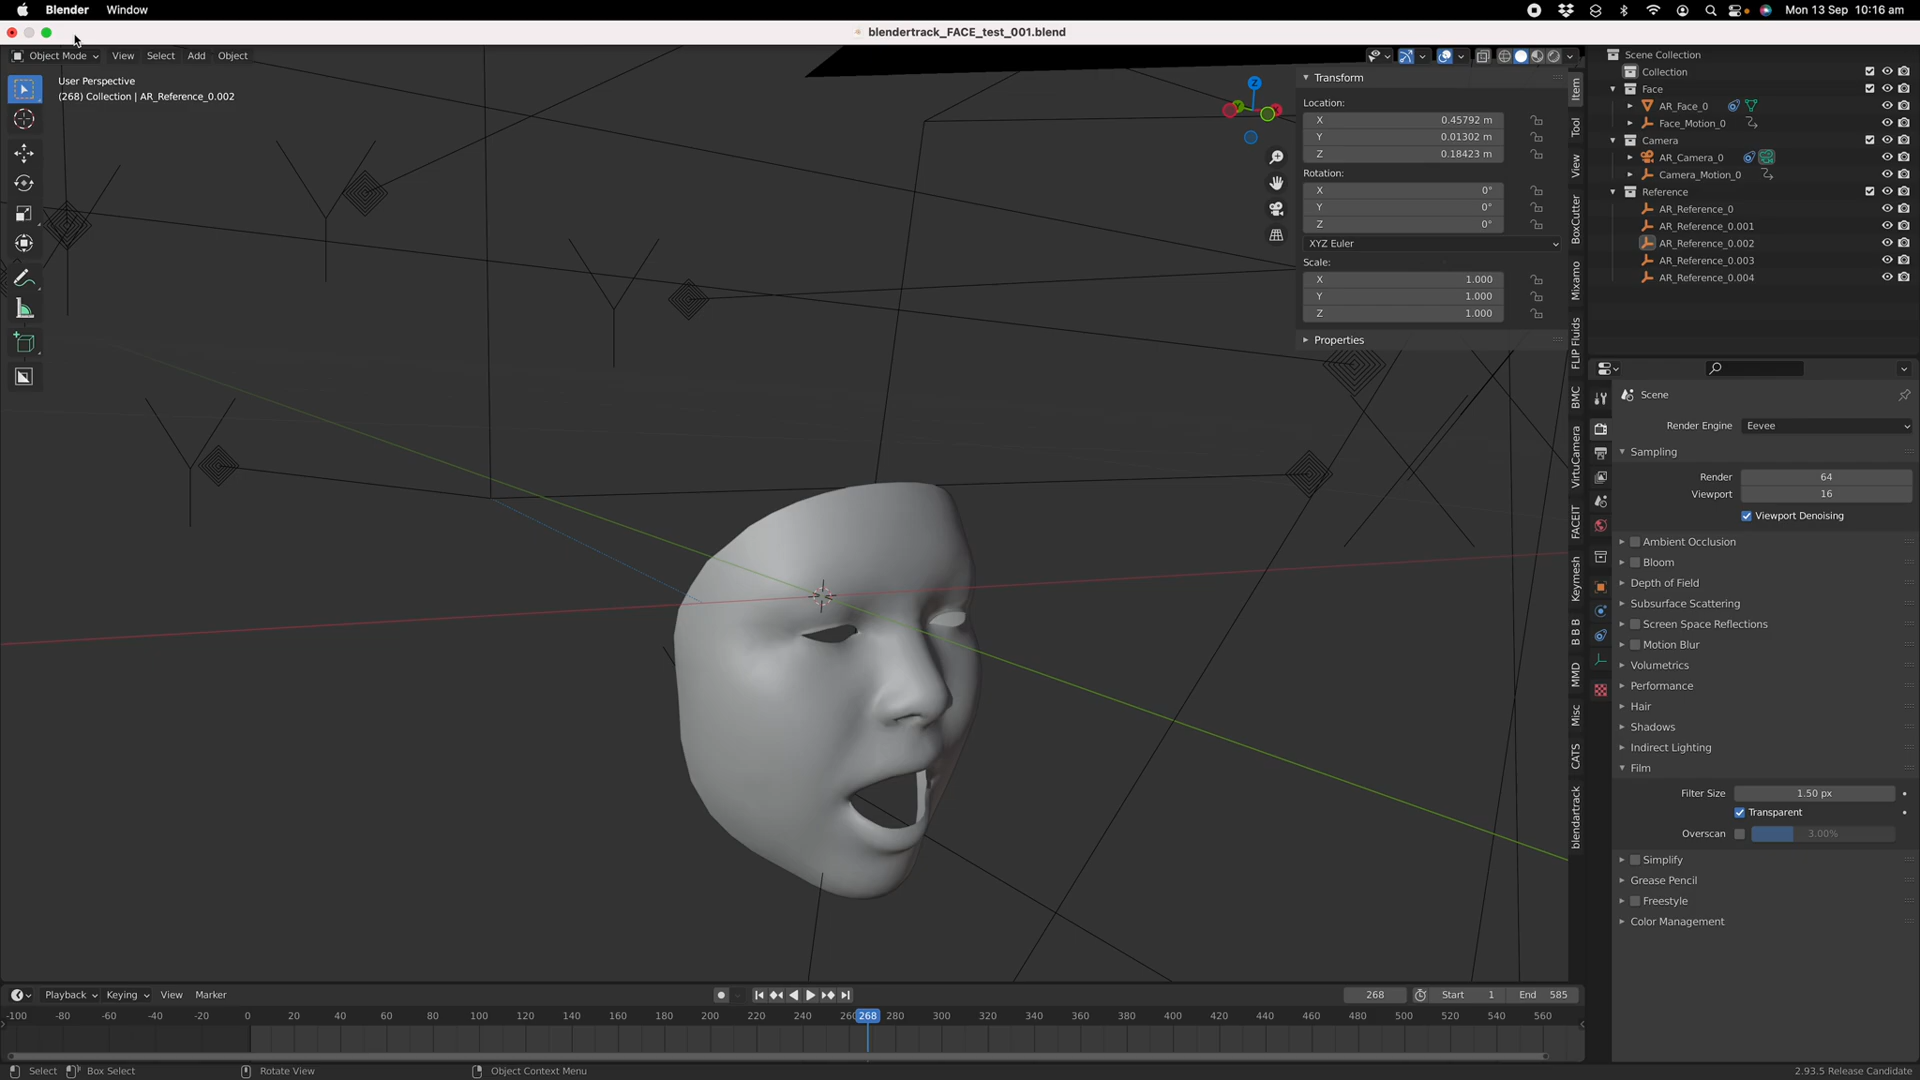 Blender Window
Mon 13 Sep 10:16 am
blendertrack_FACE_test_001.blend
Object Mode View Select Add Object
User Perspective
(268) Collection | AR_Reference_0.002
Transform
Location:
X 0.45792 m
Y 0.01302 m
Z 0.18423 m
Rotation:
X 0°
Y 0°
Z 0°
XYZ Euler
Scale:
X 1.000
Y 1.000
Z 1.000
Properties
Item
Tool
View
BoxCutter
Mixamo
FLIP Fluids
BMC
VirtuCamera
FACEIT
Keymesh
B B B
MMD
Misc
CATS
blendartrack
Scene Collection
Collection
Face
AR_Face_0
Face_Motion_0
Camera
AR_Camera_0
Camera_Motion_0
Reference
AR_Reference_0
AR_Reference_0.001
AR_Reference_0.002
AR_Reference_0.003
AR_Reference_0.004
Scene
Render Engine Eevee
Sampling
Render 64
Viewport 16
Viewport Denoising
Ambient Occlusion
Bloom
Depth of Field
Subsurface Scattering
Screen Space Reflections
Motion Blur
Volumetrics
Performance
Hair
Shadows
Indirect Lighting
Film
Filter Size 1.50 px
Transparent
Overscan 3.00%
Simplify
Grease Pencil
Freestyle
Color Management
Playback Keying View Marker
268 Start 1 End 585
-100 -80 -60 -40 -20 0 20 40 60 80 100 120 140 160 180 200 220 240 260 268 280 300 320 340 360 380 400 420 440 460 480 500 520 540 560
Select Box Select Rotate View Object Context Menu
2.93.5 Release Candidate